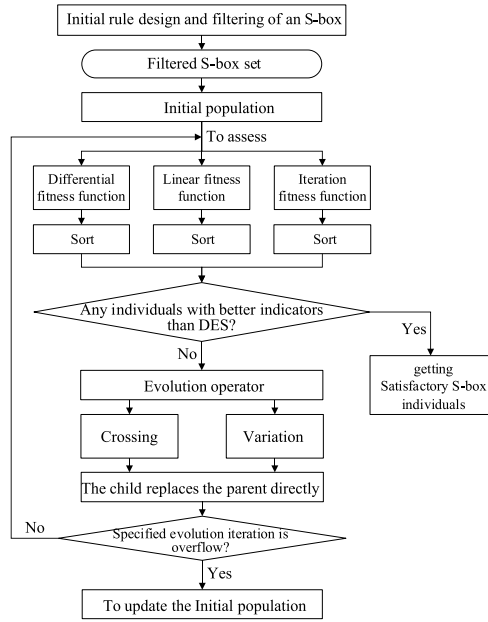 Initial rule design and filtering of an S-box
Filtered S-box set
Initial population
To assess
Differential
fitness function
Linear fitness
function
Iteration
fitness function
Sort
Sort
Sort
Any individuals with better indicators
than DES?
Yes
No
getting
Satisfactory S-box
individuals
Evolution operator
Crossing
Variation
The child replaces the parent directly
No
Specified evolution iteration is
overflow?
Yes
To update the Initial population